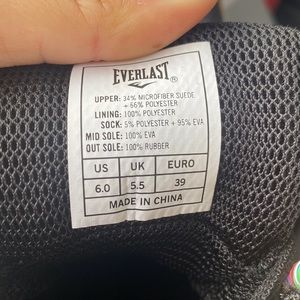 EVERLAST®
UPPER: 34% MICROFIBER SUEDE
+ 66% POLYESTER
LINING: 100% POLYESTER
SOCK: 5% POLYESTER + 95% EVA
MID SOLE: 100% EVA
OUT SOLE: 100% RUBBER
US UK EURO
6.0 5.5 39
MADE IN CHINA